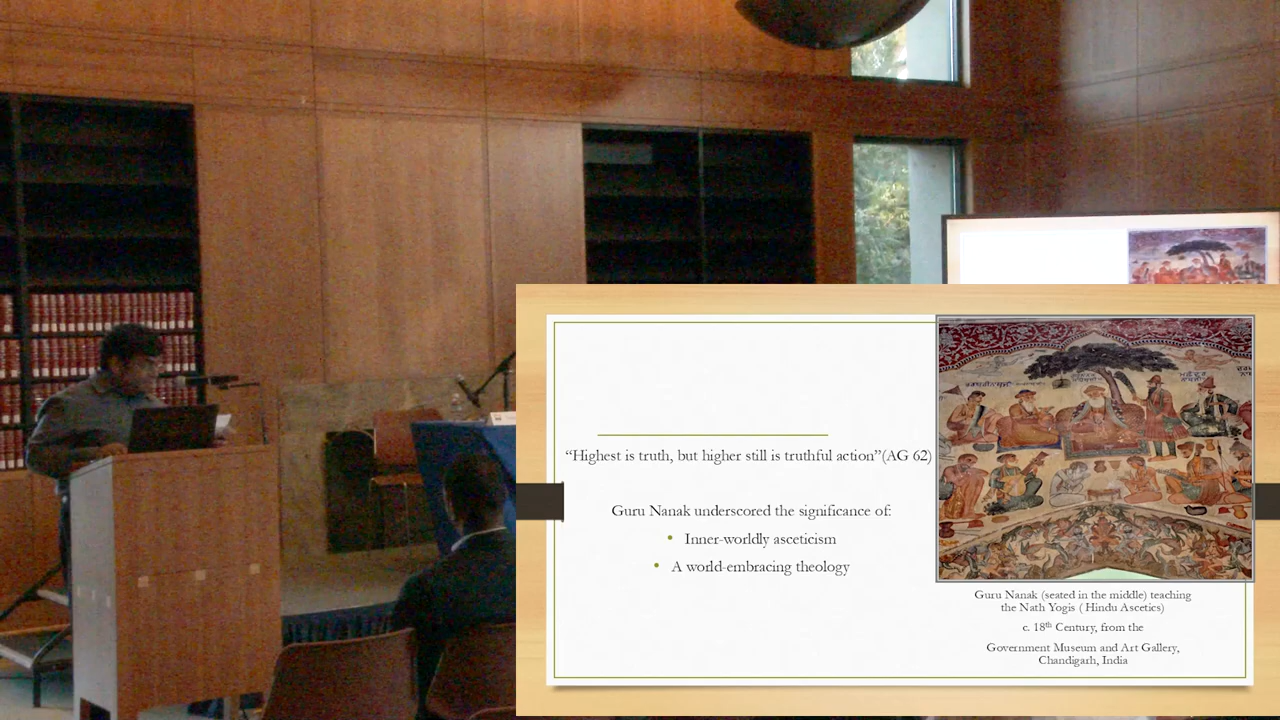 “Highest is truth, but higher still is truthful action”(AG 62)
Guru Nanak underscored the significance of:
• Inner-worldly asceticism
• A world-embracing theology
Guru Nanak (seated in the middle) teaching
the Nath Yogis ( Hindu Ascetics)
c. 18th Century, from the
Government Museum and Art Gallery,
Chandigarh, India